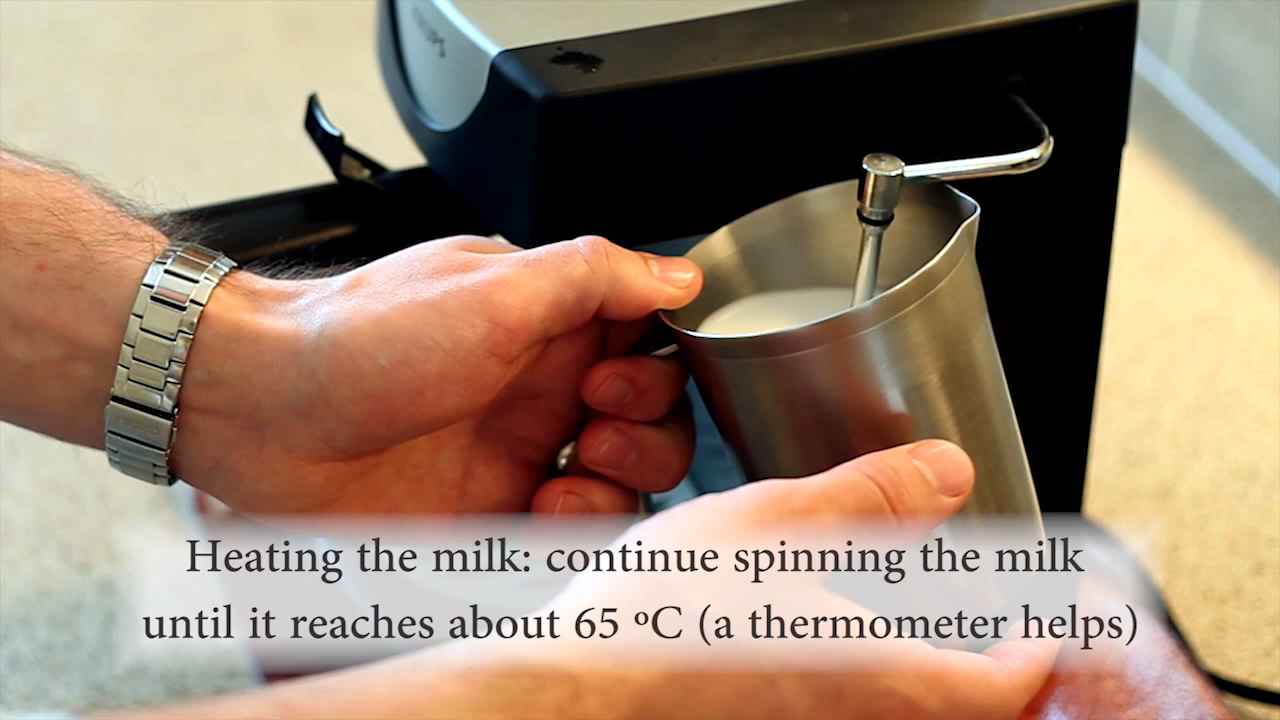 Heating the milk: continue spinning the milk
until it reaches about 65 ºC (a thermometer helps)